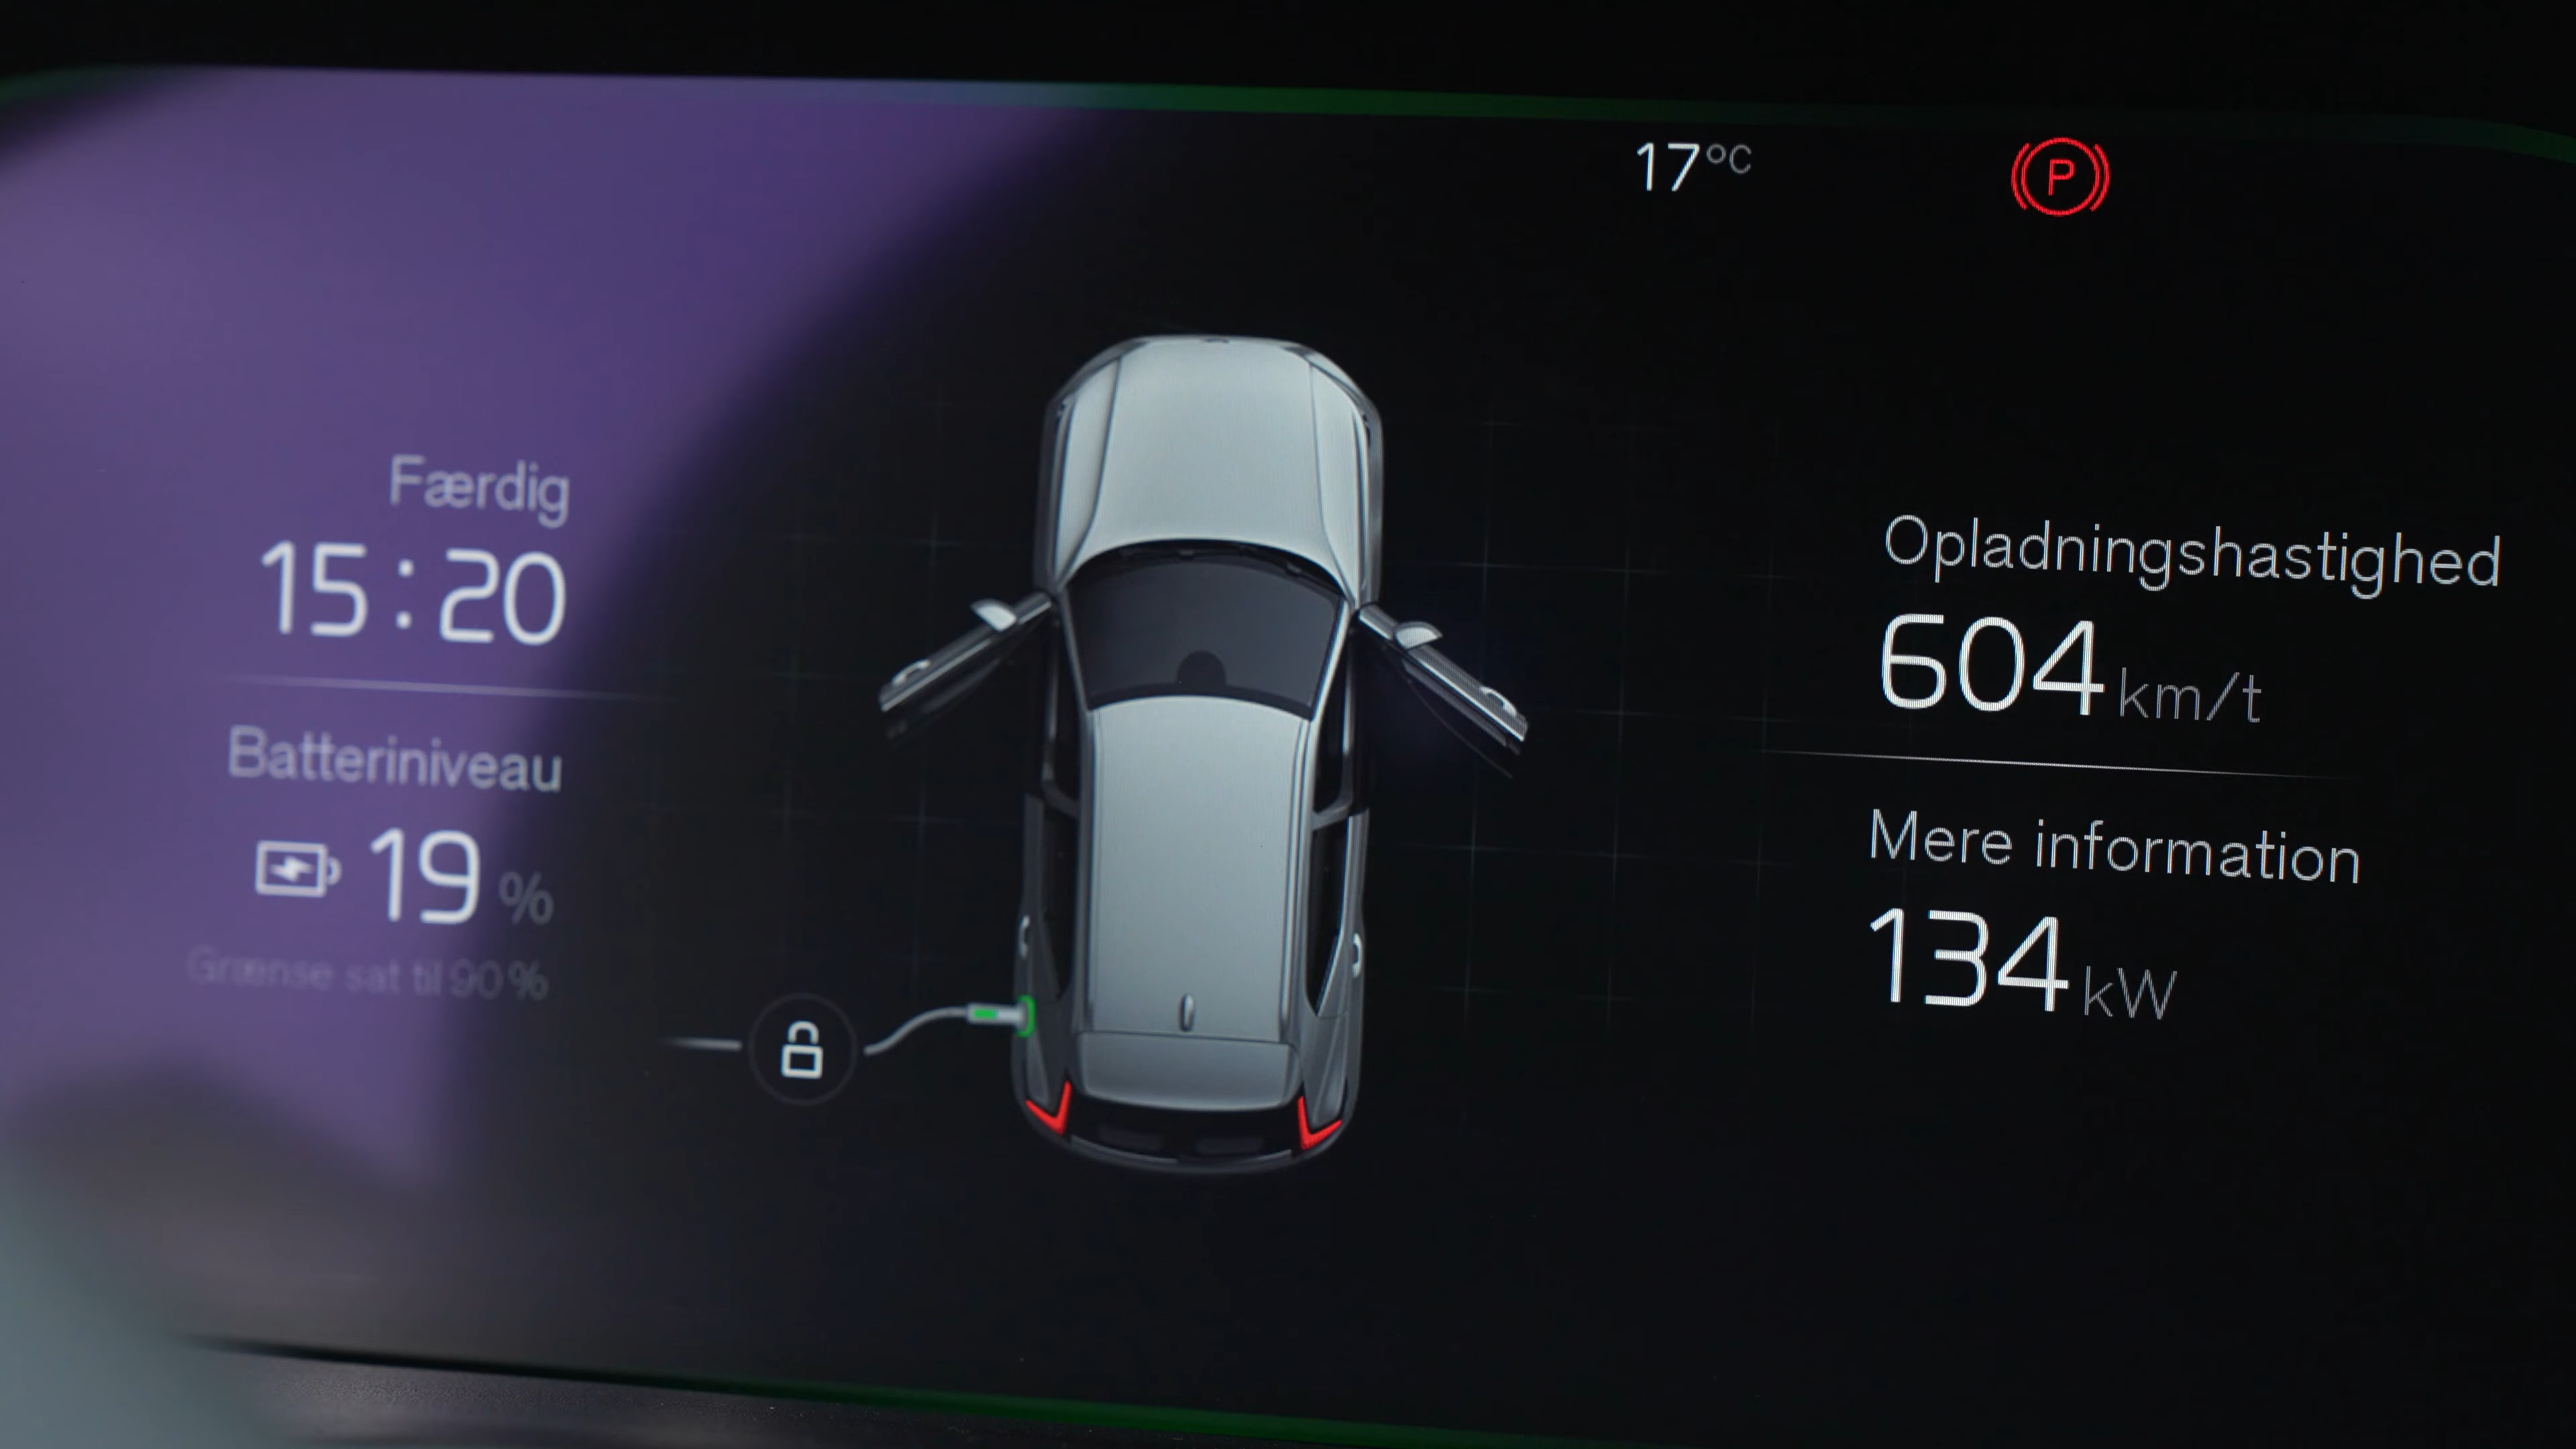 17°C
P
Færdig
15:20
Batteriniveau
19 %
Grænse sat til 90%
Opladningshastighed
604 km/t
Mere information
134 kW